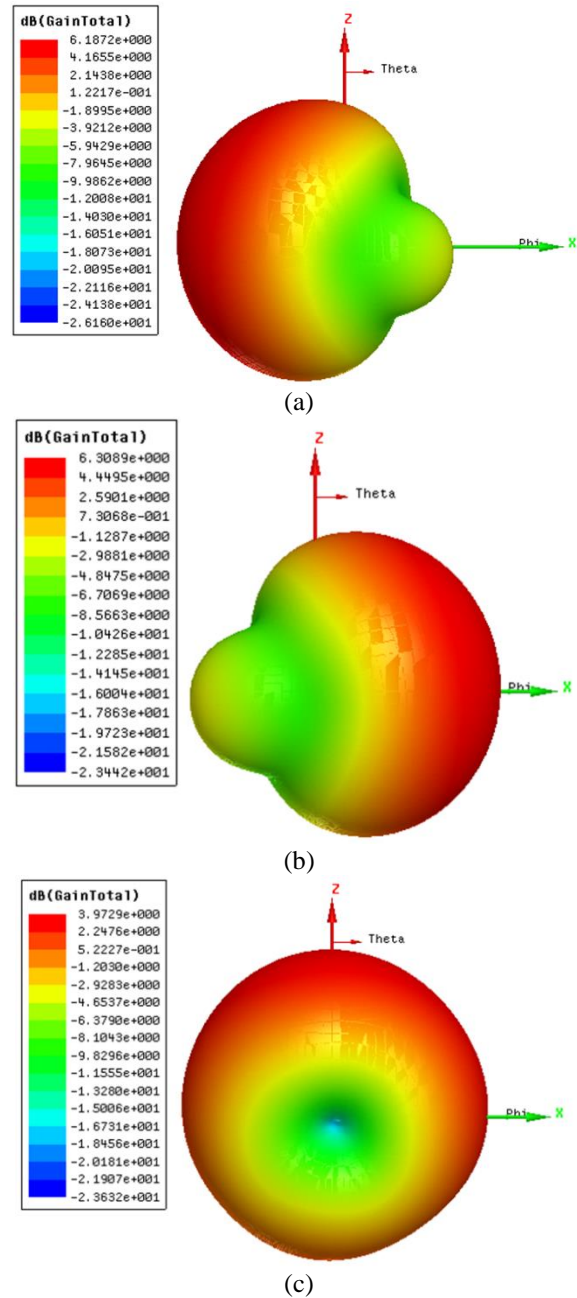 dB(GainTotal)
6.1872e+000
4.1655e+000
2.1438e+000
1.2217e-001
-1.8995e+000
-3.9212e+000
-5.9429e+000
-7.9645e+000
-9.9862e+000
-1.2008e+001
-1.4030e+001
-1.6051e+001
-1.8073e+001
-2.0095e+001
-2.2116e+001
-2.4138e+001
-2.6160e+001
Z
Theta
Phi
X
(a)
dB(GainTotal)
6.3089e+000
4.4495e+000
2.5901e+000
7.3068e-001
-1.1287e+000
-2.9881e+000
-4.8475e+000
-6.7069e+000
-8.5663e+000
-1.0426e+001
-1.2285e+001
-1.4145e+001
-1.6004e+001
-1.7863e+001
-1.9723e+001
-2.1582e+001
-2.3442e+001
Z
Theta
Phi
X
(b)
dB(GainTotal)
3.9729e+000
2.2476e+000
5.2227e-001
-1.2030e+000
-2.9283e+000
-4.6537e+000
-6.3790e+000
-8.1043e+000
-9.8296e+000
-1.1555e+001
-1.3280e+001
-1.5006e+001
-1.6731e+001
-1.8456e+001
-2.0181e+001
-2.1907e+001
-2.3632e+001
Z
Theta
Phi
X
(c)